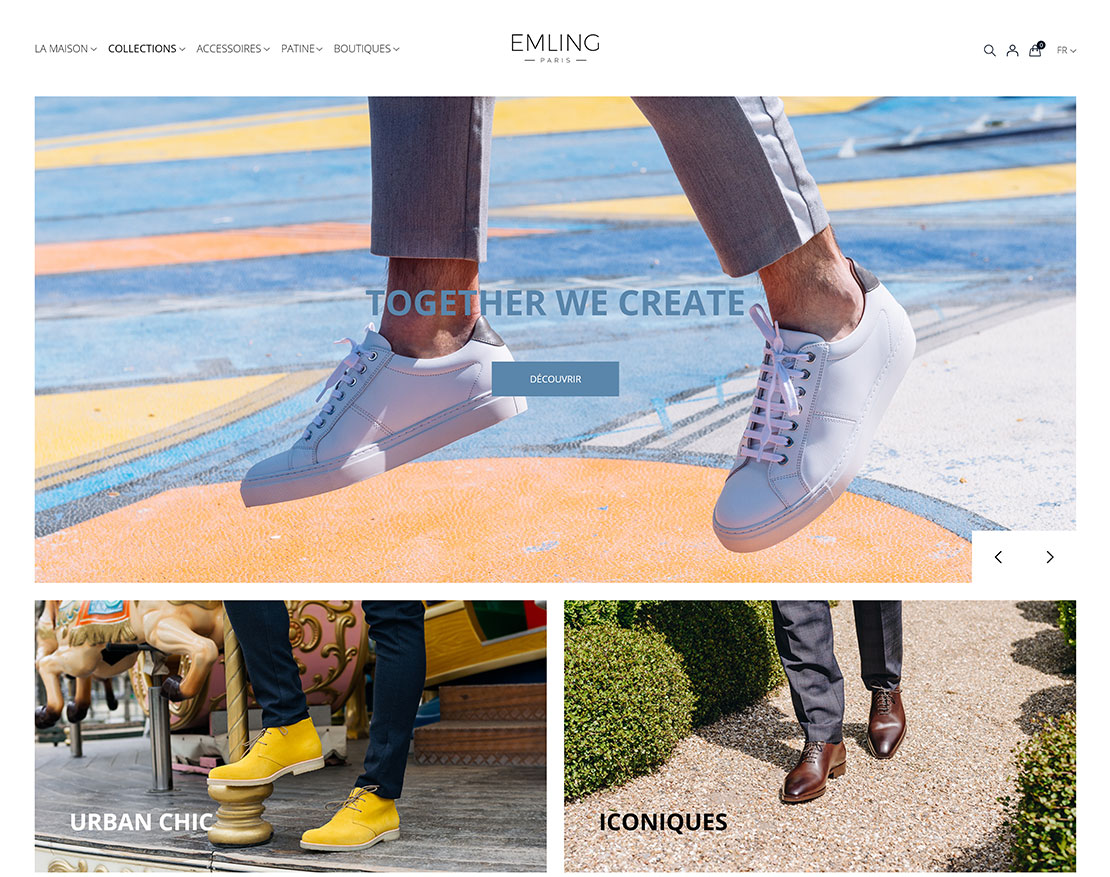 LA MAISON COLLECTIONS ACCESSOIRES PATINE BOUTIQUES
EMLING
PARIS
0
FR
TOGETHER WE CREATE
DÉCOUVRIR
URBAN CHIC
ICONIQUES